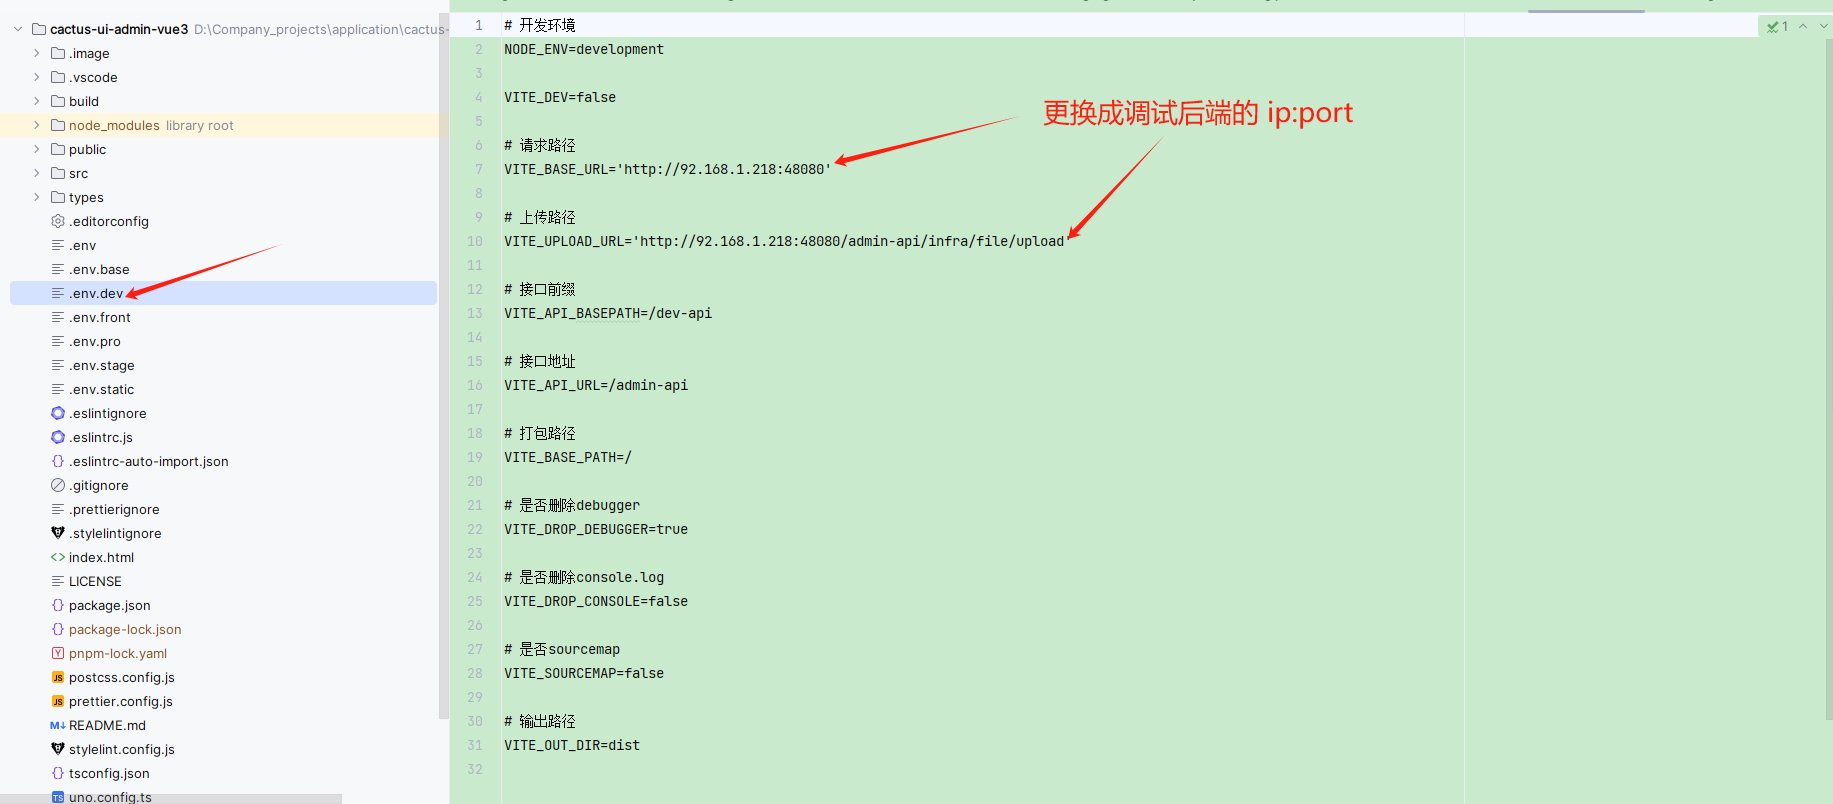 cactus-ui-admin-vue3 D:\Company_projects\application\cactus-
.image
.vscode
build
node_modules library root
public
src
types
.editorconfig
.env
.env.base
.env.dev
.env.front
.env.pro
.env.stage
.env.static
.eslintignore
.eslintrc.js
.eslintrc-auto-import.json
.gitignore
.prettierignore
.stylelintignore
index.html
LICENSE
package.json
package-lock.json
pnpm-lock.yaml
postcss.config.js
prettier.config.js
README.md
stylelint.config.js
tsconfig.json
uno.config.ts
1 # 开发环境
2 NODE_ENV=development
3
4 VITE_DEV=false
5
6 # 请求路径
7 VITE_BASE_URL='http://92.168.1.218:48080'
8
9 # 上传路径
10 VITE_UPLOAD_URL='http://92.168.1.218:48080/admin-api/infra/file/upload'
11
12 # 接口前缀
13 VITE_API_BASEPATH=/dev-api
14
15 # 接口地址
16 VITE_API_URL=/admin-api
17
18 # 打包路径
19 VITE_BASE_PATH=/
20
21 # 是否删除debugger
22 VITE_DROP_DEBUGGER=true
23
24 # 是否删除console.log
25 VITE_DROP_CONSOLE=false
26
27 # 是否sourcemap
28 VITE_SOURCEMAP=false
29
30 # 输出路径
31 VITE_OUT_DIR=dist
32
更换成调试后端的 ip:port
1